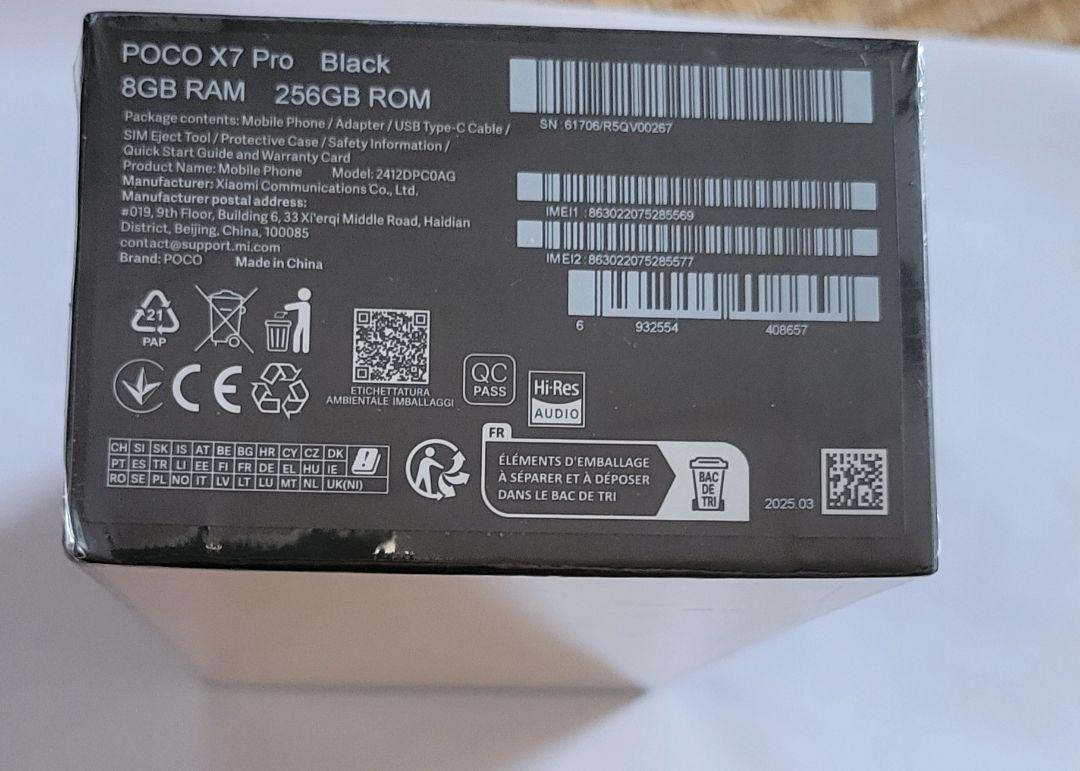 POCO X7 Pro Black
8GB RAM 256GB ROM
Package contents: Mobile Phone / Adapter / USB Type-C Cable /
SIM Eject Tool / Protective Case / Safety Information /
Quick Start Guide and Warranty Card
Product Name: Mobile Phone Model: 2412DPC0AG
Manufacturer: Xiaomi Communications Co., Ltd.
Manufacturer postal address:
#019, 9th Floor, Building 6, 33 Xi'erqi Middle Road, Haidian
District, Beijing, China, 100085
contact@support.mi.com
Brand: POCO Made in China
SN :61706/R5QV00267
IMEI1 :863022075285569
IMEI2 :863022075285577
6 932554 408657
21
PAP
CE
ETICHETTATURA
AMBIENTALE IMBALLAGGI
QC
PASS
Hi-Res
AUDIO
CH SI SK IS AT BE BG HR CY CZ DK
PT ES TR LI EE FI FR DE EL HU IE
RO SE PL NO IT LV LT LU MT NL UK(NI)
FR
ÉLÉMENTS D'EMBALLAGE
À SÉPARER ET À DÉPOSER
DANS LE BAC DE TRI
BAC
DE
TRI
2025.03